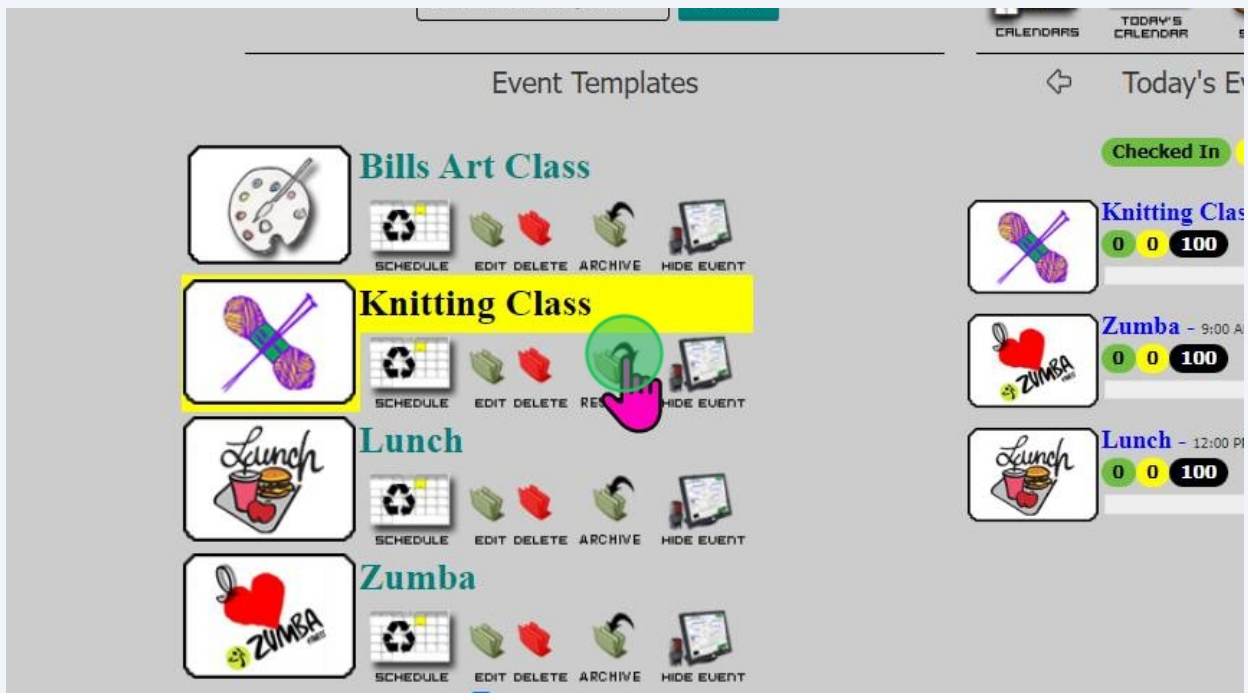 CALENDARS
TODAY'S
CALENDAR
Event Templates
Today's
Bills Art Class
SCHEDULE EDIT DELETE ARCHIVE HIDE EVENT
Knitting Class
SCHEDULE EDIT DELETE HIDE EVENT
Lunch
SCHEDULE EDIT DELETE ARCHIVE HIDE EVENT
Zumba
SCHEDULE EDIT DELETE ARCHIVE HIDE EVENT
Checked In
Knitting Clas
0 0 100
Zumba - 9:00 A
0 0 100
Lunch - 12:00 P
0 0 100
Lunch
ZUMBA
Lunch
ZUMBA